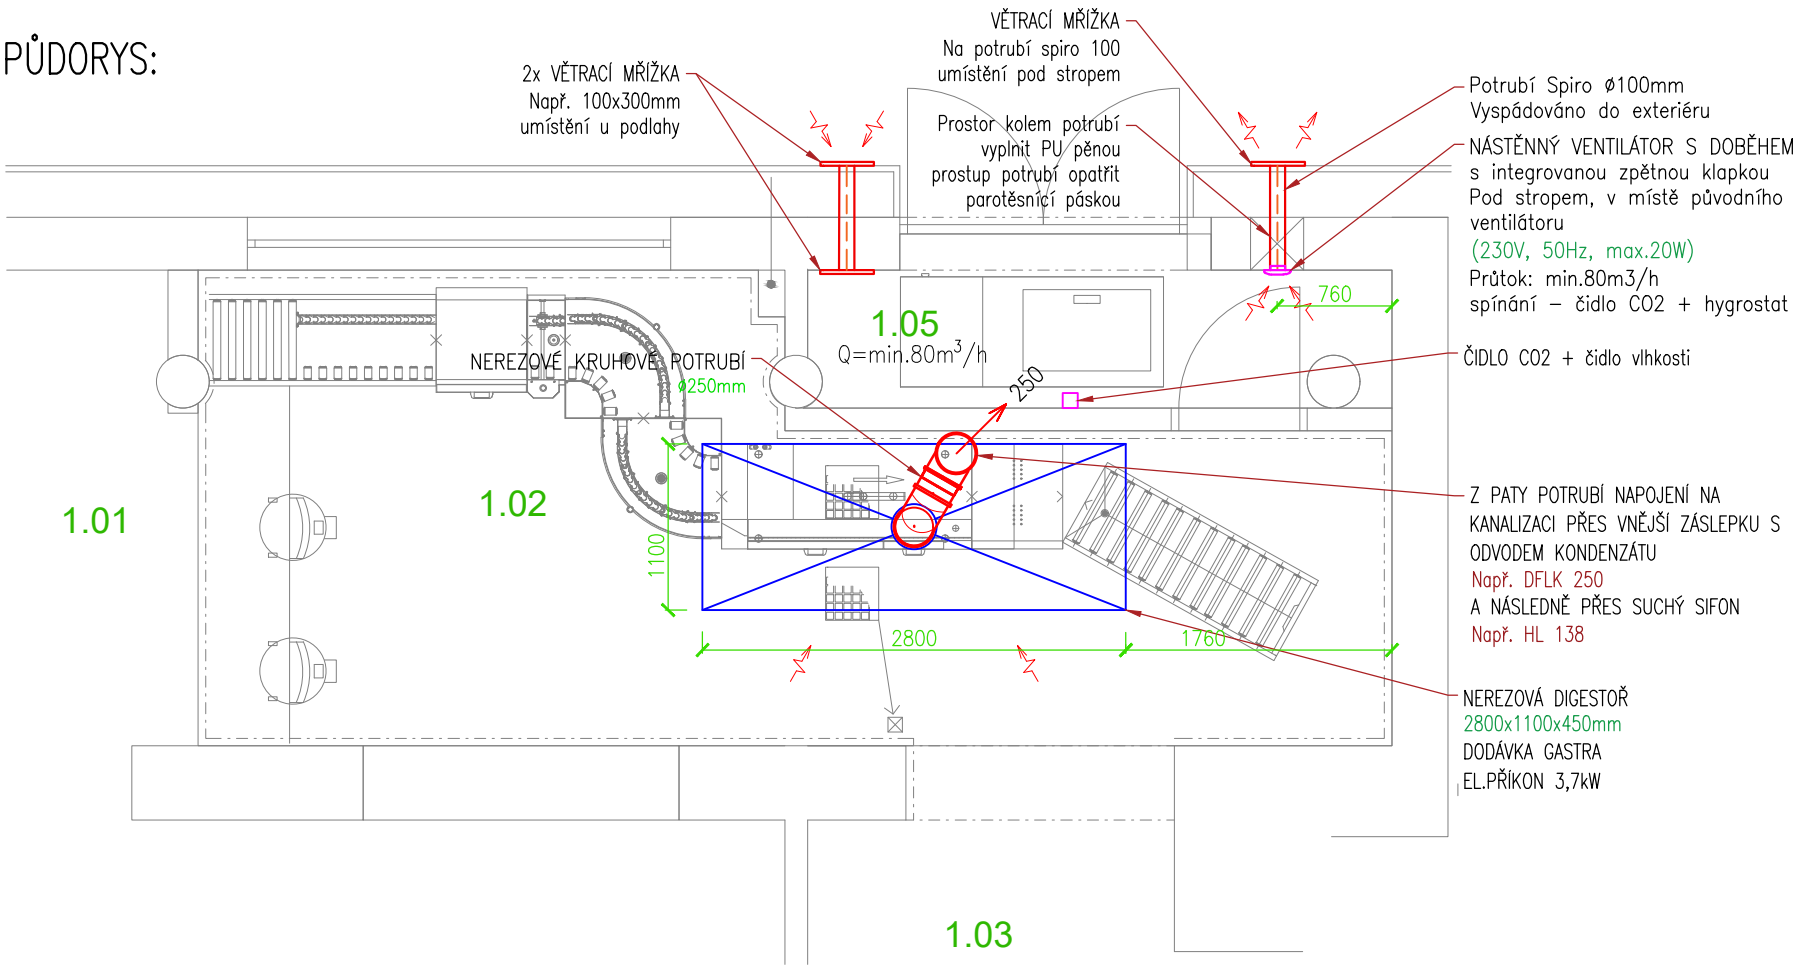 PŮDORYS:
2x VĚTRACÍ MŘÍŽKA
Např. 100x300mm
umístění u podlahy
VĚTRACÍ MŘÍŽKA
Na potrubí spiro 100
umístění pod stropem
Prostor kolem potrubí
vyplnit PU pěnou
prostup potrubí opatřit
parotěsnící páskou
Potrubí Spiro Ø100mm
Vyspádováno do exteriéru
NÁSTĚNNÝ VENTILÁTOR S DOBĚHEM
s integrovanou zpětnou klapkou
Pod stropem, v místě původního
ventilátoru
(230V, 50Hz, max.20W)
Průtok: min.80m3/h
spínání – čidlo CO2 + hygrostat
760
1.05
Q=min.80m³/h
NEREZOVÉ KRUHOVÉ POTRUBÍ
Ø250mm
250
ČIDLO CO2 + čidlo vlhkosti
1.01
1.02
1100
2800
1760
Z PATY POTRUBÍ NAPOJENÍ NA
KANALIZACI PŘES VNĚJŠÍ ZÁSLEPKU S
ODVODEM KONDENZÁTU
Např. DFLK 250
A NÁSLEDNĚ PŘES SUCHÝ SIFON
Např. HL 138
NEREZOVÁ DIGESTOŘ
2800x1100x450mm
DODÁVKA GASTRA
EL.PŘÍKON 3,7kW
1.03